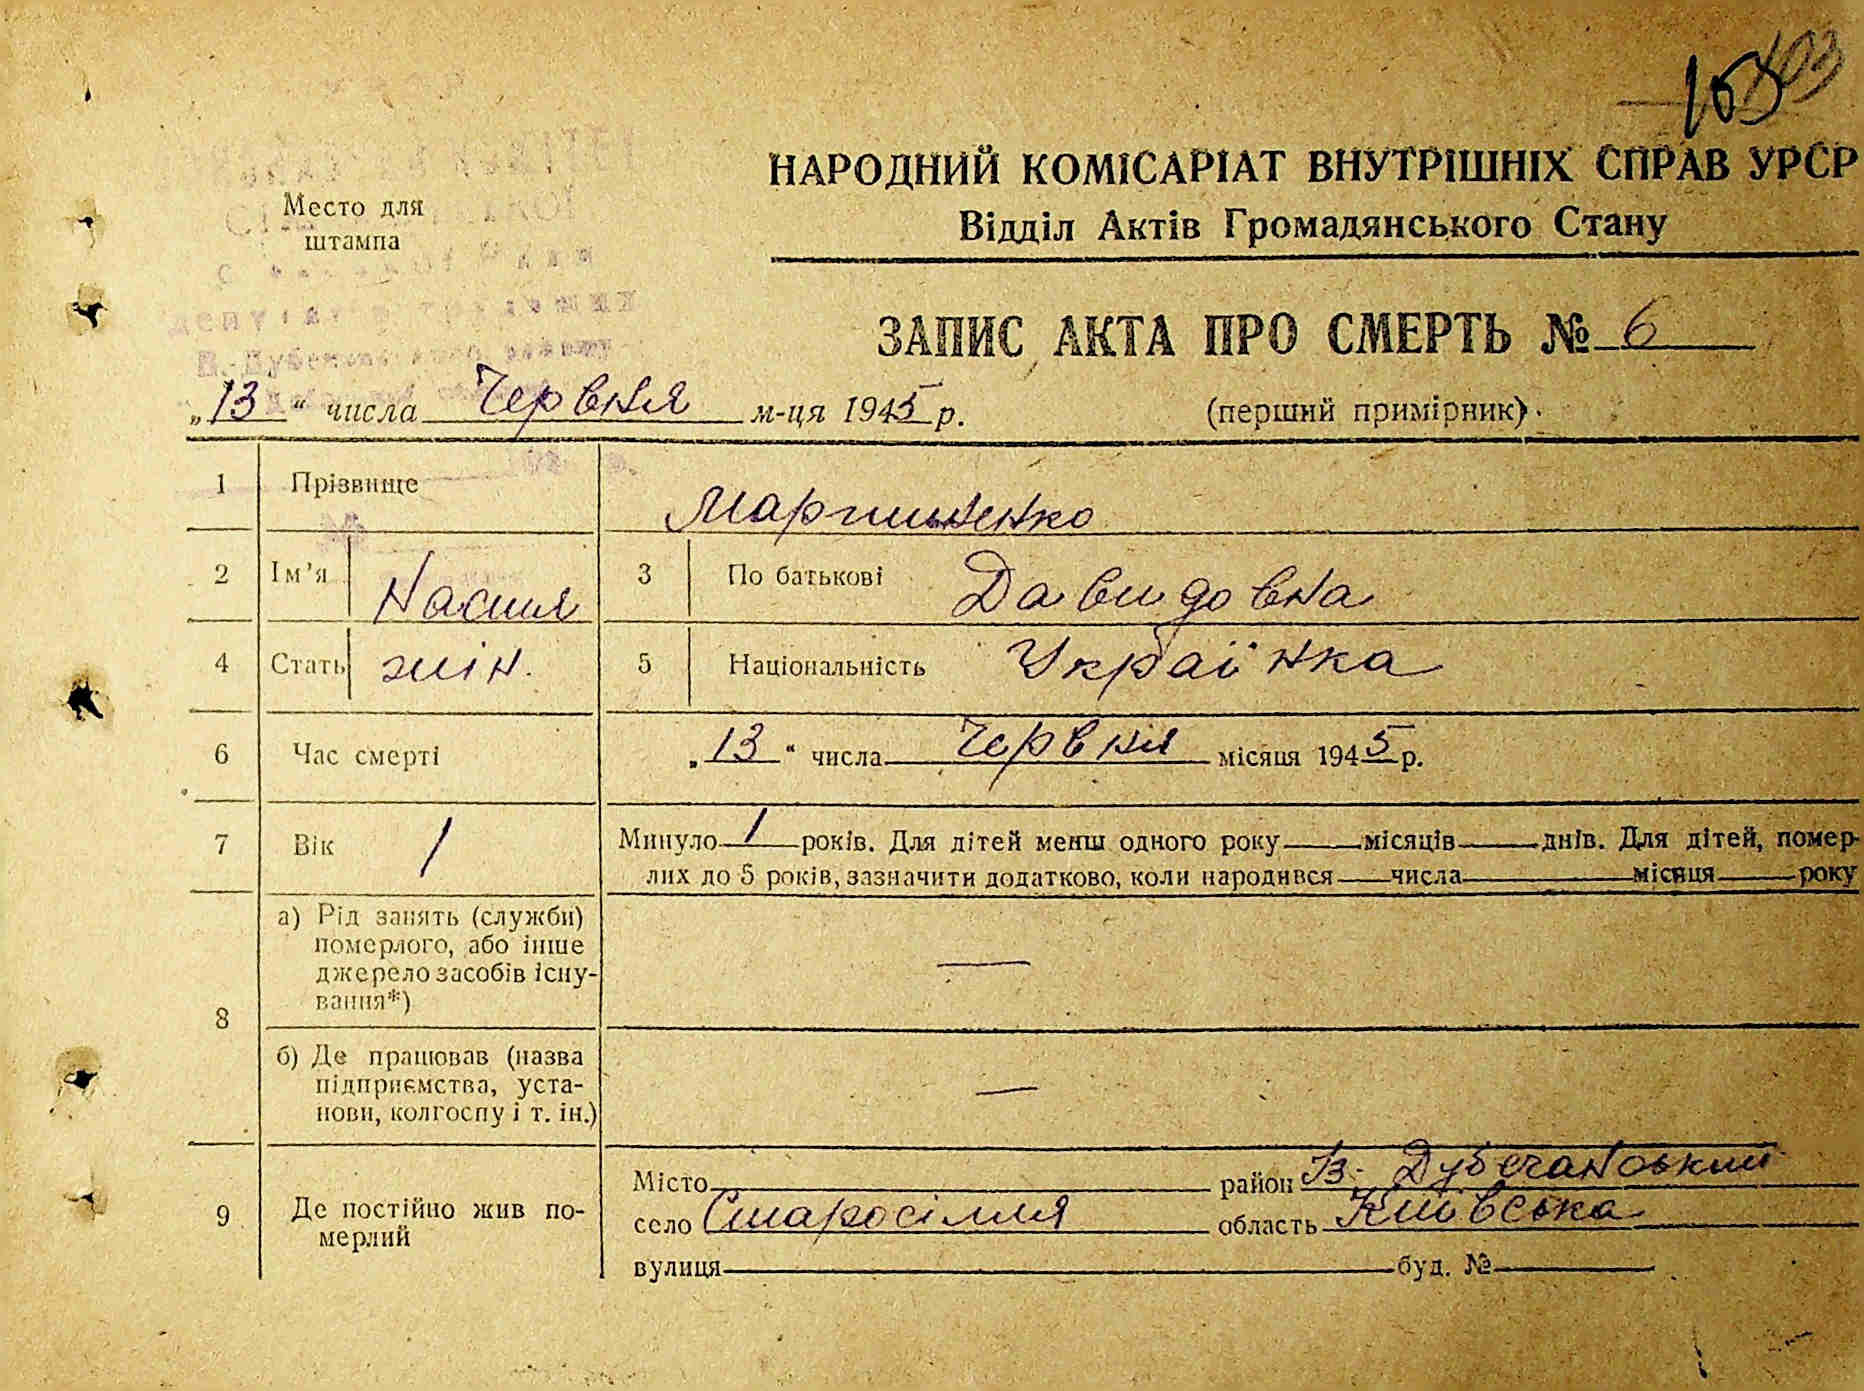 103
НАРОДНИЙ КОМІСАРІАТ ВНУТРІШНІХ СПРАВ УРСР
Відділ Актів Громадянського Стану
Место для
штампа
ЗАПИС АКТА ПРО СМЕРТЬ № 6
„13“ числа Червня м-ця 1945 р.
(перший примірник)
1 Прізвище Мартиненко
2 Ім'я Настя 3 По батькові Давидовна
4 Стать жін. 5 Національність Українка
6 Час смерті „13“ числа Червня місяця 1945 р.
7 Вік 1 Минуло 1 років. Для дітей менш одного року — місяців — днів. Для дітей, помер-
лих до 5 років, зазначити додатково, коли народився — числа — місяця — року
8 а) Рід занять (служби)
померлого, або інше
джерело засобів існу-
вання*) —
б) Де працював (назва
підприємства, уста-
нови, колгоспу і т. ін.) —
9 Де постійно жив по-
мерлий
Місто район В. Дубечанський
село Старосілля область Київська
вулиця буд. №